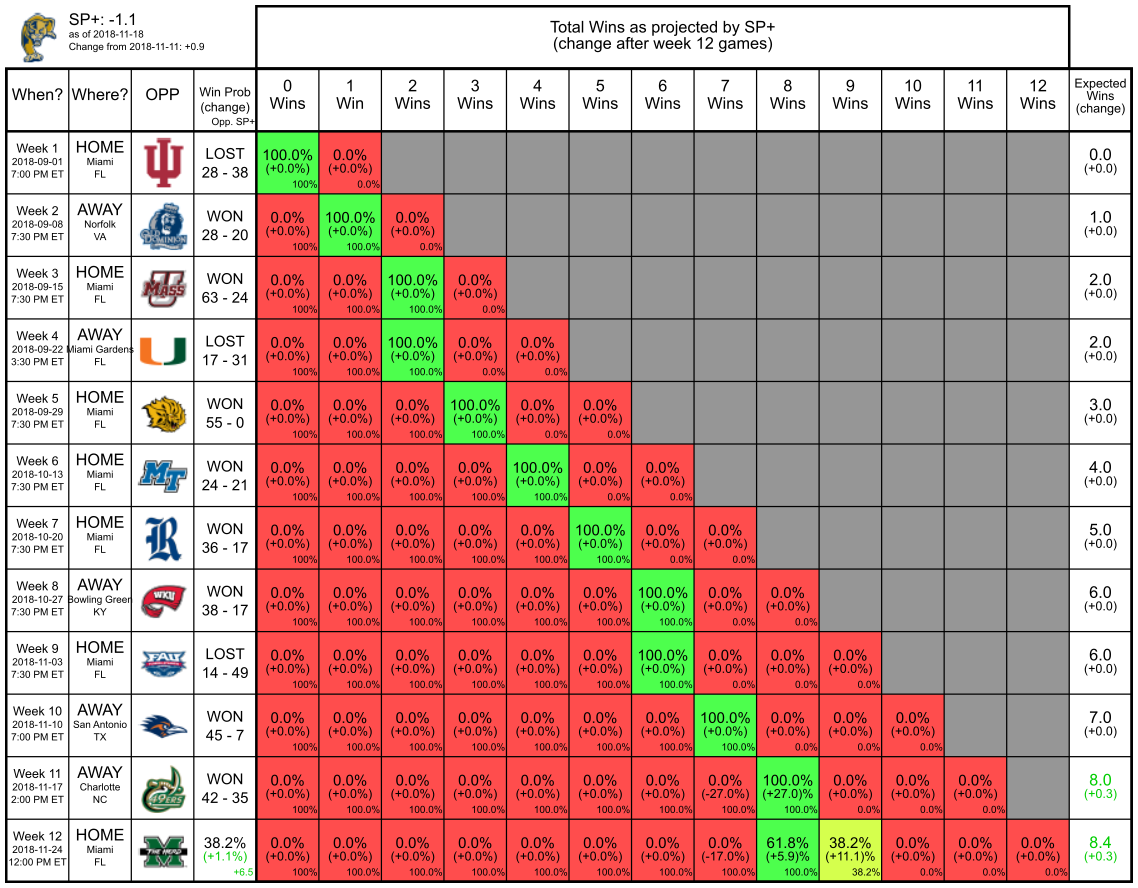 SP+: -1.1
as of 2018-11-18
Change from 2018-11-11: +0.9
Total Wins as projected by SP+
(change after week 12 games)
When? Where? OPP Win Prob (change) Opp. SP+ 0 Wins 1 Win 2 Wins 3 Wins 4 Wins 5 Wins 6 Wins 7 Wins 8 Wins 9 Wins 10 Wins 11 Wins 12 Wins Expected Wins (change)
Week 1 HOME LOST 100.0% 0.0% 0.0
2018-09-01 Miami (+0.0%) (+0.0%) (+0.0)
7:00 PM ET FL 28 - 38 100% 0.0%
Week 2 AWAY WON 0.0% 100.0% 0.0% 1.0
2018-09-08 Norfolk (+0.0%) (+0.0%) (+0.0%) (+0.0)
7:30 PM ET VA OLD DOMINION 28 - 20 100% 100.0% 0.0%
Week 3 HOME WON 0.0% 0.0% 100.0% 0.0% 2.0
2018-09-15 Miami MASS (+0.0%) (+0.0%) (+0.0%) (+0.0%) (+0.0)
7:30 PM ET FL 63 - 24 100% 100.0% 100.0% 0.0%
Week 4 AWAY LOST 0.0% 0.0% 100.0% 0.0% 0.0% 2.0
2018-09-22 Miami Gardens U (+0.0%) (+0.0%) (+0.0%) (+0.0%) (+0.0%) (+0.0)
3:30 PM ET FL 17 - 31 100% 100.0% 100.0% 0.0% 0.0%
Week 5 HOME WON 0.0% 0.0% 0.0% 100.0% 0.0% 0.0% 3.0
2018-09-29 Miami (+0.0%) (+0.0%) (+0.0%) (+0.0%) (+0.0%) (+0.0%) (+0.0)
7:30 PM ET FL 55 - 0 100% 100.0% 100.0% 100.0% 0.0% 0.0%
Week 6 HOME WON 0.0% 0.0% 0.0% 0.0% 100.0% 0.0% 0.0% 4.0
2018-10-13 Miami MT (+0.0%) (+0.0%) (+0.0%) (+0.0%) (+0.0%) (+0.0%) (+0.0%) (+0.0)
7:30 PM ET FL 24 - 21 100% 100.0% 100.0% 100.0% 100.0% 0.0% 0.0%
Week 7 HOME WON 0.0% 0.0% 0.0% 0.0% 0.0% 100.0% 0.0% 0.0% 5.0
2018-10-20 Miami R (+0.0%) (+0.0%) (+0.0%) (+0.0%) (+0.0%) (+0.0%) (+0.0%) (+0.0%) (+0.0)
7:30 PM ET FL 36 - 17 100% 100.0% 100.0% 100.0% 100.0% 100.0% 0.0% 0.0%
Week 8 AWAY WON 0.0% 0.0% 0.0% 0.0% 0.0% 0.0% 100.0% 0.0% 0.0% 6.0
2018-10-27 Bowling Green WKU (+0.0%) (+0.0%) (+0.0%) (+0.0%) (+0.0%) (+0.0%) (+0.0%) (+0.0%) (+0.0%) (+0.0)
7:30 PM ET KY 38 - 17 100% 100.0% 100.0% 100.0% 100.0% 100.0% 100.0% 0.0% 0.0%
Week 9 HOME LOST 0.0% 0.0% 0.0% 0.0% 0.0% 0.0% 100.0% 0.0% 0.0% 0.0% 6.0
2018-11-03 Miami FAU (+0.0%) (+0.0%) (+0.0%) (+0.0%) (+0.0%) (+0.0%) (+0.0%) (+0.0%) (+0.0%) (+0.0%) (+0.0)
7:30 PM ET FL 14 - 49 100% 100.0% 100.0% 100.0% 100.0% 100.0% 100.0% 0.0% 0.0% 0.0%
Week 10 AWAY WON 0.0% 0.0% 0.0% 0.0% 0.0% 0.0% 0.0% 100.0% 0.0% 0.0% 0.0% 7.0
2018-11-10 San Antonio (+0.0%) (+0.0%) (+0.0%) (+0.0%) (+0.0%) (+0.0%) (+0.0%) (+0.0%) (+0.0%) (+0.0%) (+0.0%) (+0.0)
7:00 PM ET TX 45 - 7 100% 100.0% 100.0% 100.0% 100.0% 100.0% 100.0% 100.0% 0.0% 0.0% 0.0%
Week 11 AWAY WON 0.0% 0.0% 0.0% 0.0% 0.0% 0.0% 0.0% 0.0% 100.0% 0.0% 0.0% 0.0% 8.0
2018-11-17 Charlotte 49ERS (+0.0%) (+0.0%) (+0.0%) (+0.0%) (+0.0%) (+0.0%) (+0.0%) (-27.0%) (+27.0)% (+0.0%) (+0.0%) (+0.0%) (+0.3)
2:00 PM ET NC 42 - 35 100% 100.0% 100.0% 100.0% 100.0% 100.0% 100.0% 100.0% 100.0% 0.0% 0.0% 0.0%
Week 12 HOME 38.2% 0.0% 0.0% 0.0% 0.0% 0.0% 0.0% 0.0% 0.0% 61.8% 38.2% 0.0% 0.0% 0.0% 8.4
2018-11-24 Miami THE HERD (+1.1%) (+0.0%) (+0.0%) (+0.0%) (+0.0%) (+0.0%) (+0.0%) (+0.0%) (-17.0%) (+5.9)% (+11.1)% (+0.0%) (+0.0%) (+0.0%) (+0.3)
12:00 PM ET FL +6.5 100% 100.0% 100.0% 100.0% 100.0% 100.0% 100.0% 100.0% 100.0% 38.2% 0.0% 0.0% 0.0%